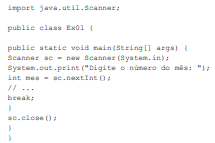 import java.util.Scanner;
public class Ex01 {
public static void main(String[] args) {
Scanner sc = new Scanner(System.in);
System.out.print("Digite o número do mês: ");
int mes = sc.nextInt();
// ...
break;
}
sc.close();
}
}